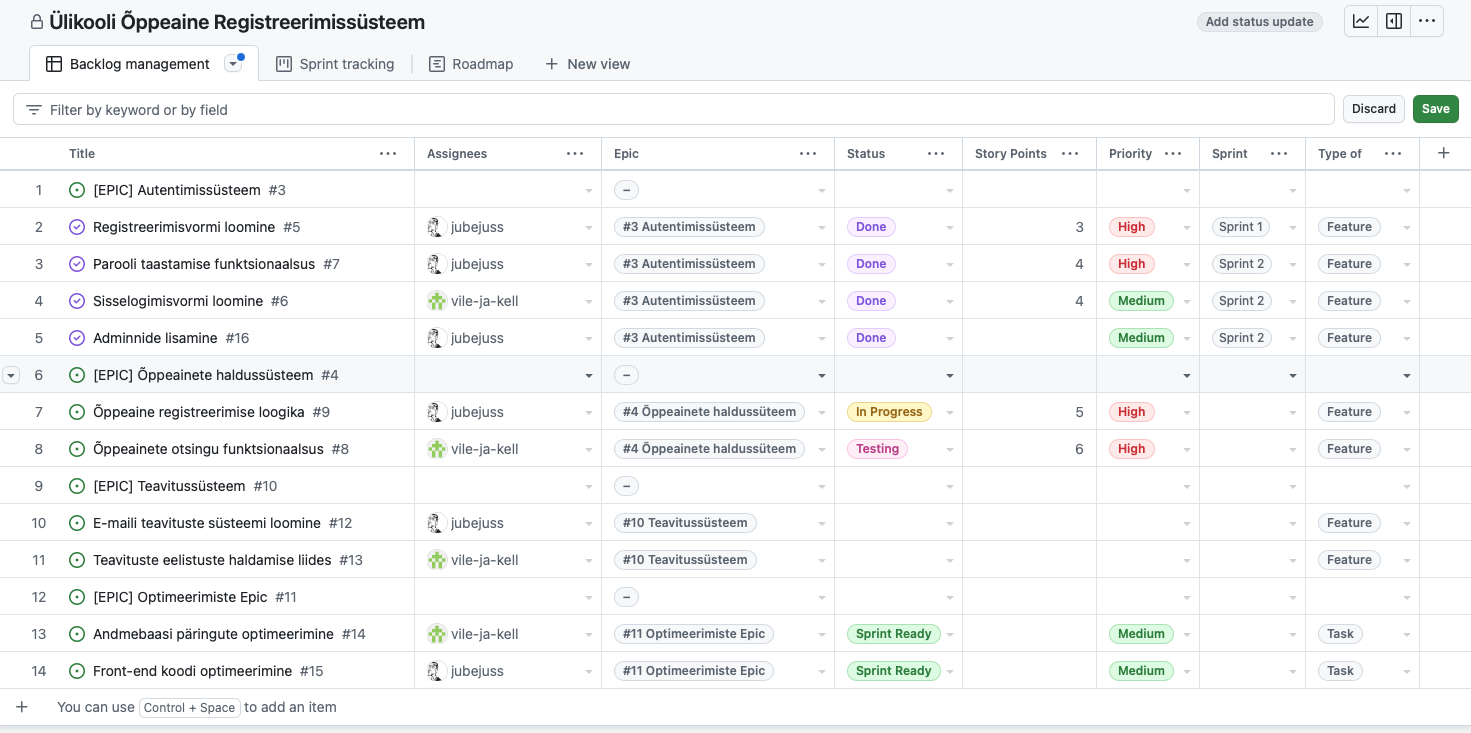 Ülikooli Õppeaine Registreerimissüsteem Add status update
Backlog management Sprint tracking Roadmap New view
Filter by keyword or by field Discard Save
Title Assignees Epic Status Story Points Priority Sprint Type of
1 [EPIC] Autentimissüsteem #3 –
2 Registreerimisvormi loomine #5 jubejuss #3 Autentimissüsteem Done 3 High Sprint 1 Feature
3 Parooli taastamise funktsionaalsus #7 jubejuss #3 Autentimissüsteem Done 4 High Sprint 2 Feature
4 Sisselogimisvormi loomine #6 vile-ja-kell #3 Autentimissüsteem Done 4 Medium Sprint 2 Feature
5 Adminnide lisamine #16 jubejuss #3 Autentimissüsteem Done Medium Sprint 2 Feature
6 [EPIC] Õppeainete haldussüsteem #4 –
7 Õppeaine registreerimise loogika #9 jubejuss #4 Õppeainete haldussüteem In Progress 5 High Feature
8 Õppeainete otsingu funktsionaalsus #8 vile-ja-kell #4 Õppeainete haldussüteem Testing 6 High Feature
9 [EPIC] Teavitussüsteem #10 –
10 E-maili teavituste süsteemi loomine #12 jubejuss #10 Teavitussüsteem Feature
11 Teavituste eelistuste haldamise liides #13 vile-ja-kell #10 Teavitussüsteem Feature
12 [EPIC] Optimeerimiste Epic #11 –
13 Andmebaasi päringute optimeerimine #14 vile-ja-kell #11 Optimeerimiste Epic Sprint Ready Medium Task
14 Front-end koodi optimeerimine #15 jubejuss #11 Optimeerimiste Epic Sprint Ready Medium Task
You can use Control + Space to add an item